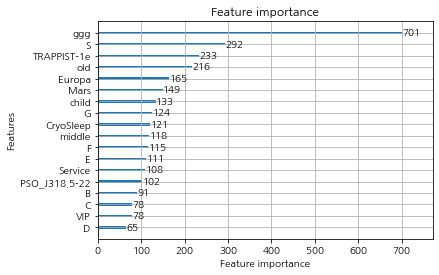 Feature importance
ggg 701
S 292
TRAPPIST-1e 233
old 216
Europa 165
Mars 149
child 133
G 124
CryoSleep 121
middle 118
F 115
E 111
Service 108
PSO_J318.5-22 102
B 91
C 78
VIP 78
D 65
Features
0 100 200 300 400 500 600 700
Feature importance